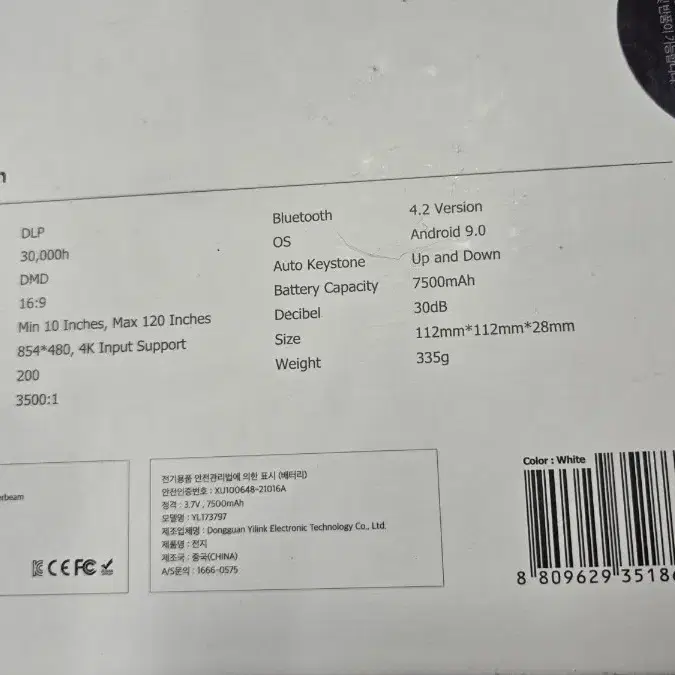 DLP
30,000h
DMD
16:9
Min 10 Inches, Max 120 Inches
854*480, 4K Input Support
200
3500:1
Bluetooth 4.2 Version
OS Android 9.0
Auto Keystone Up and Down
Battery Capacity 7500mAh
Decibel 30dB
Size 112mm*112mm*28mm
Weight 335g
CE FC
전기용품 안전관리법에 의한 표시 (배터리)
안전인증번호 : XU100648-21016A
정격 : 3.7V , 7500mAh
모델명 : YL173797
제조업체명 : Dongguan Yilink Electronic Technology Co., Ltd.
제품명 : 전지
제조국 : 중국(CHINA)
A/S문의 : 1666-0575
Color : White
8 809629 3518